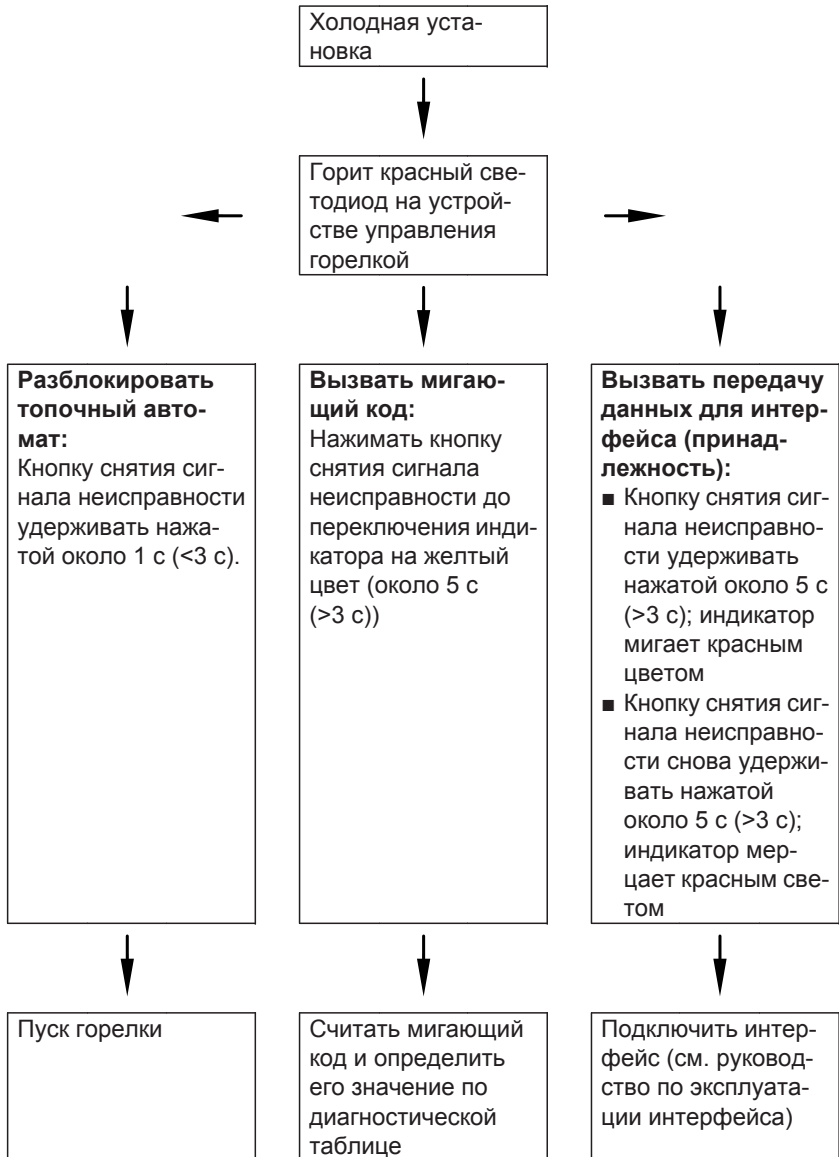 Холодная уста-
новка
Горит красный све-
тодиод на устрой-
стве управления
горелкой
Разблокировать
топочный авто-
мат:
Кнопку снятия сиг-
нала неисправности
удерживать нажа-
той около 1 с (<3 с).
Вызвать мигаю-
щий код:
Нажимать кнопку
снятия сигнала
неисправности до
переключения инди-
катора на желтый
цвет (около 5 с
(>3 с))
Вызвать передачу
данных для интер-
фейса (принад-
лежность):
■ Кнопку снятия сиг-
нала неисправно-
сти удерживать
нажатой около 5 с
(>3 с); индикатор
мигает красным
цветом
■ Кнопку снятия сиг-
нала неисправно-
сти снова удержи-
вать нажатой
около 5 с (>3 с);
индикатор мер-
цает красным све-
том
Пуск горелки
Считать мигающий
код и определить
его значение по
диагностической
таблице
Подключить интер-
фейс (см. руковод-
ство по эксплуата-
ции интерфейса)